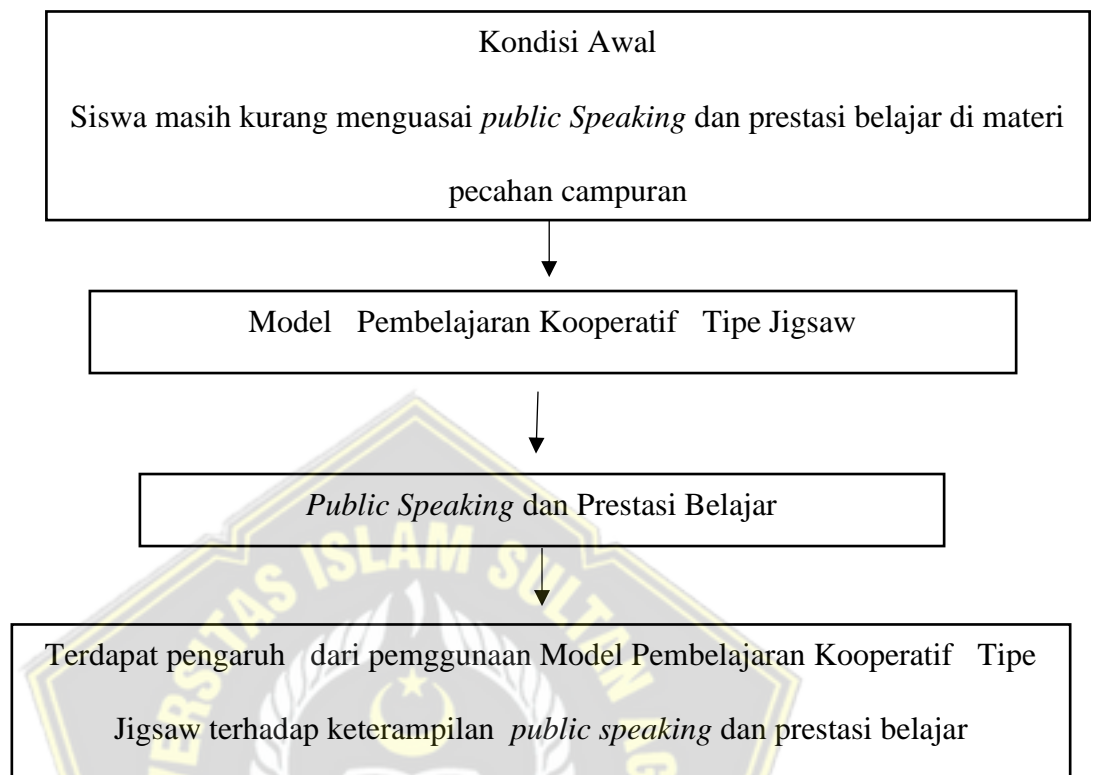 Kondisi Awal
Siswa masih kurang menguasai public Speaking dan prestasi belajar di materi
pecahan campuran
Model Pembelajaran Kooperatif Tipe Jigsaw
Public Speaking dan Prestasi Belajar
ISLAM SULTAN
Terdapat pengaruh dari pemggunaan Model Pembelajaran Kooperatif Tipe
Jigsaw terhadap keterampilan public speaking dan prestasi belajar